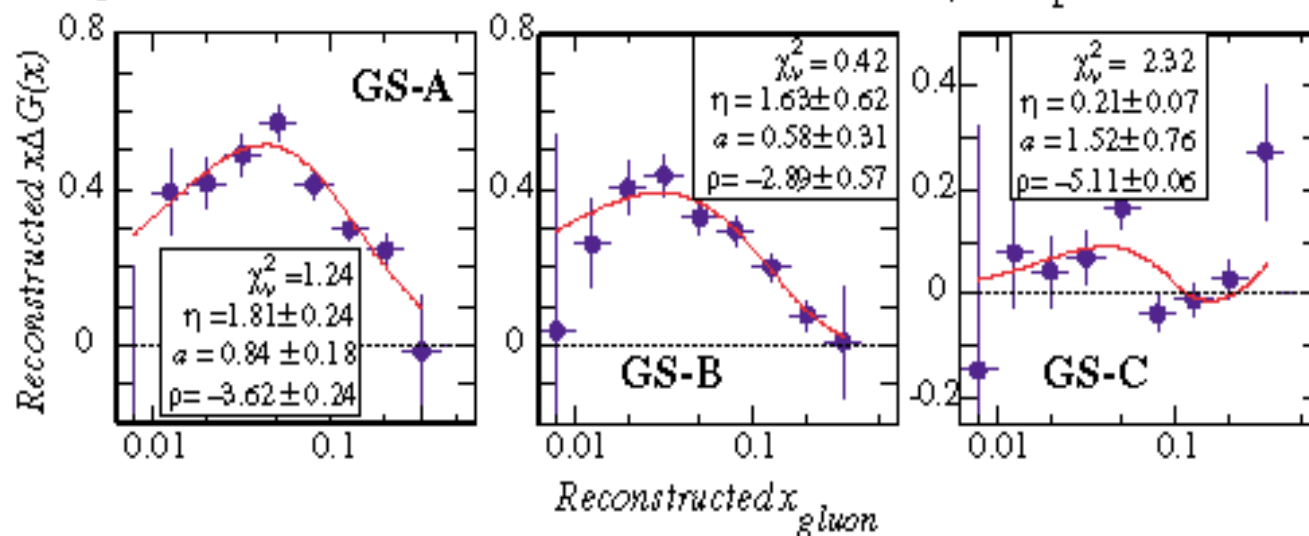 Reconstructed xΔG(x)
0.8
0.4
0
GS-A
χ²ᵥ =1.24
η =1.81±0.24
a = 0.84 ±0.18
ρ= −3.62±0.24
0.01
0.1
0.8
0.4
0
χ²ᵥ = 0.42
η = 1.63±0.62
a = 0.58±0.31
ρ = −2.89±0.57
GS-B
0.01
0.1
0.4
0.2
0
-0.2
χ²ᵥ = 2.32
η = 0.21±0.07
a = 1.52±0.76
ρ= −5.11±0.06
GS-C
0.01
0.1
Reconstructed x gluon